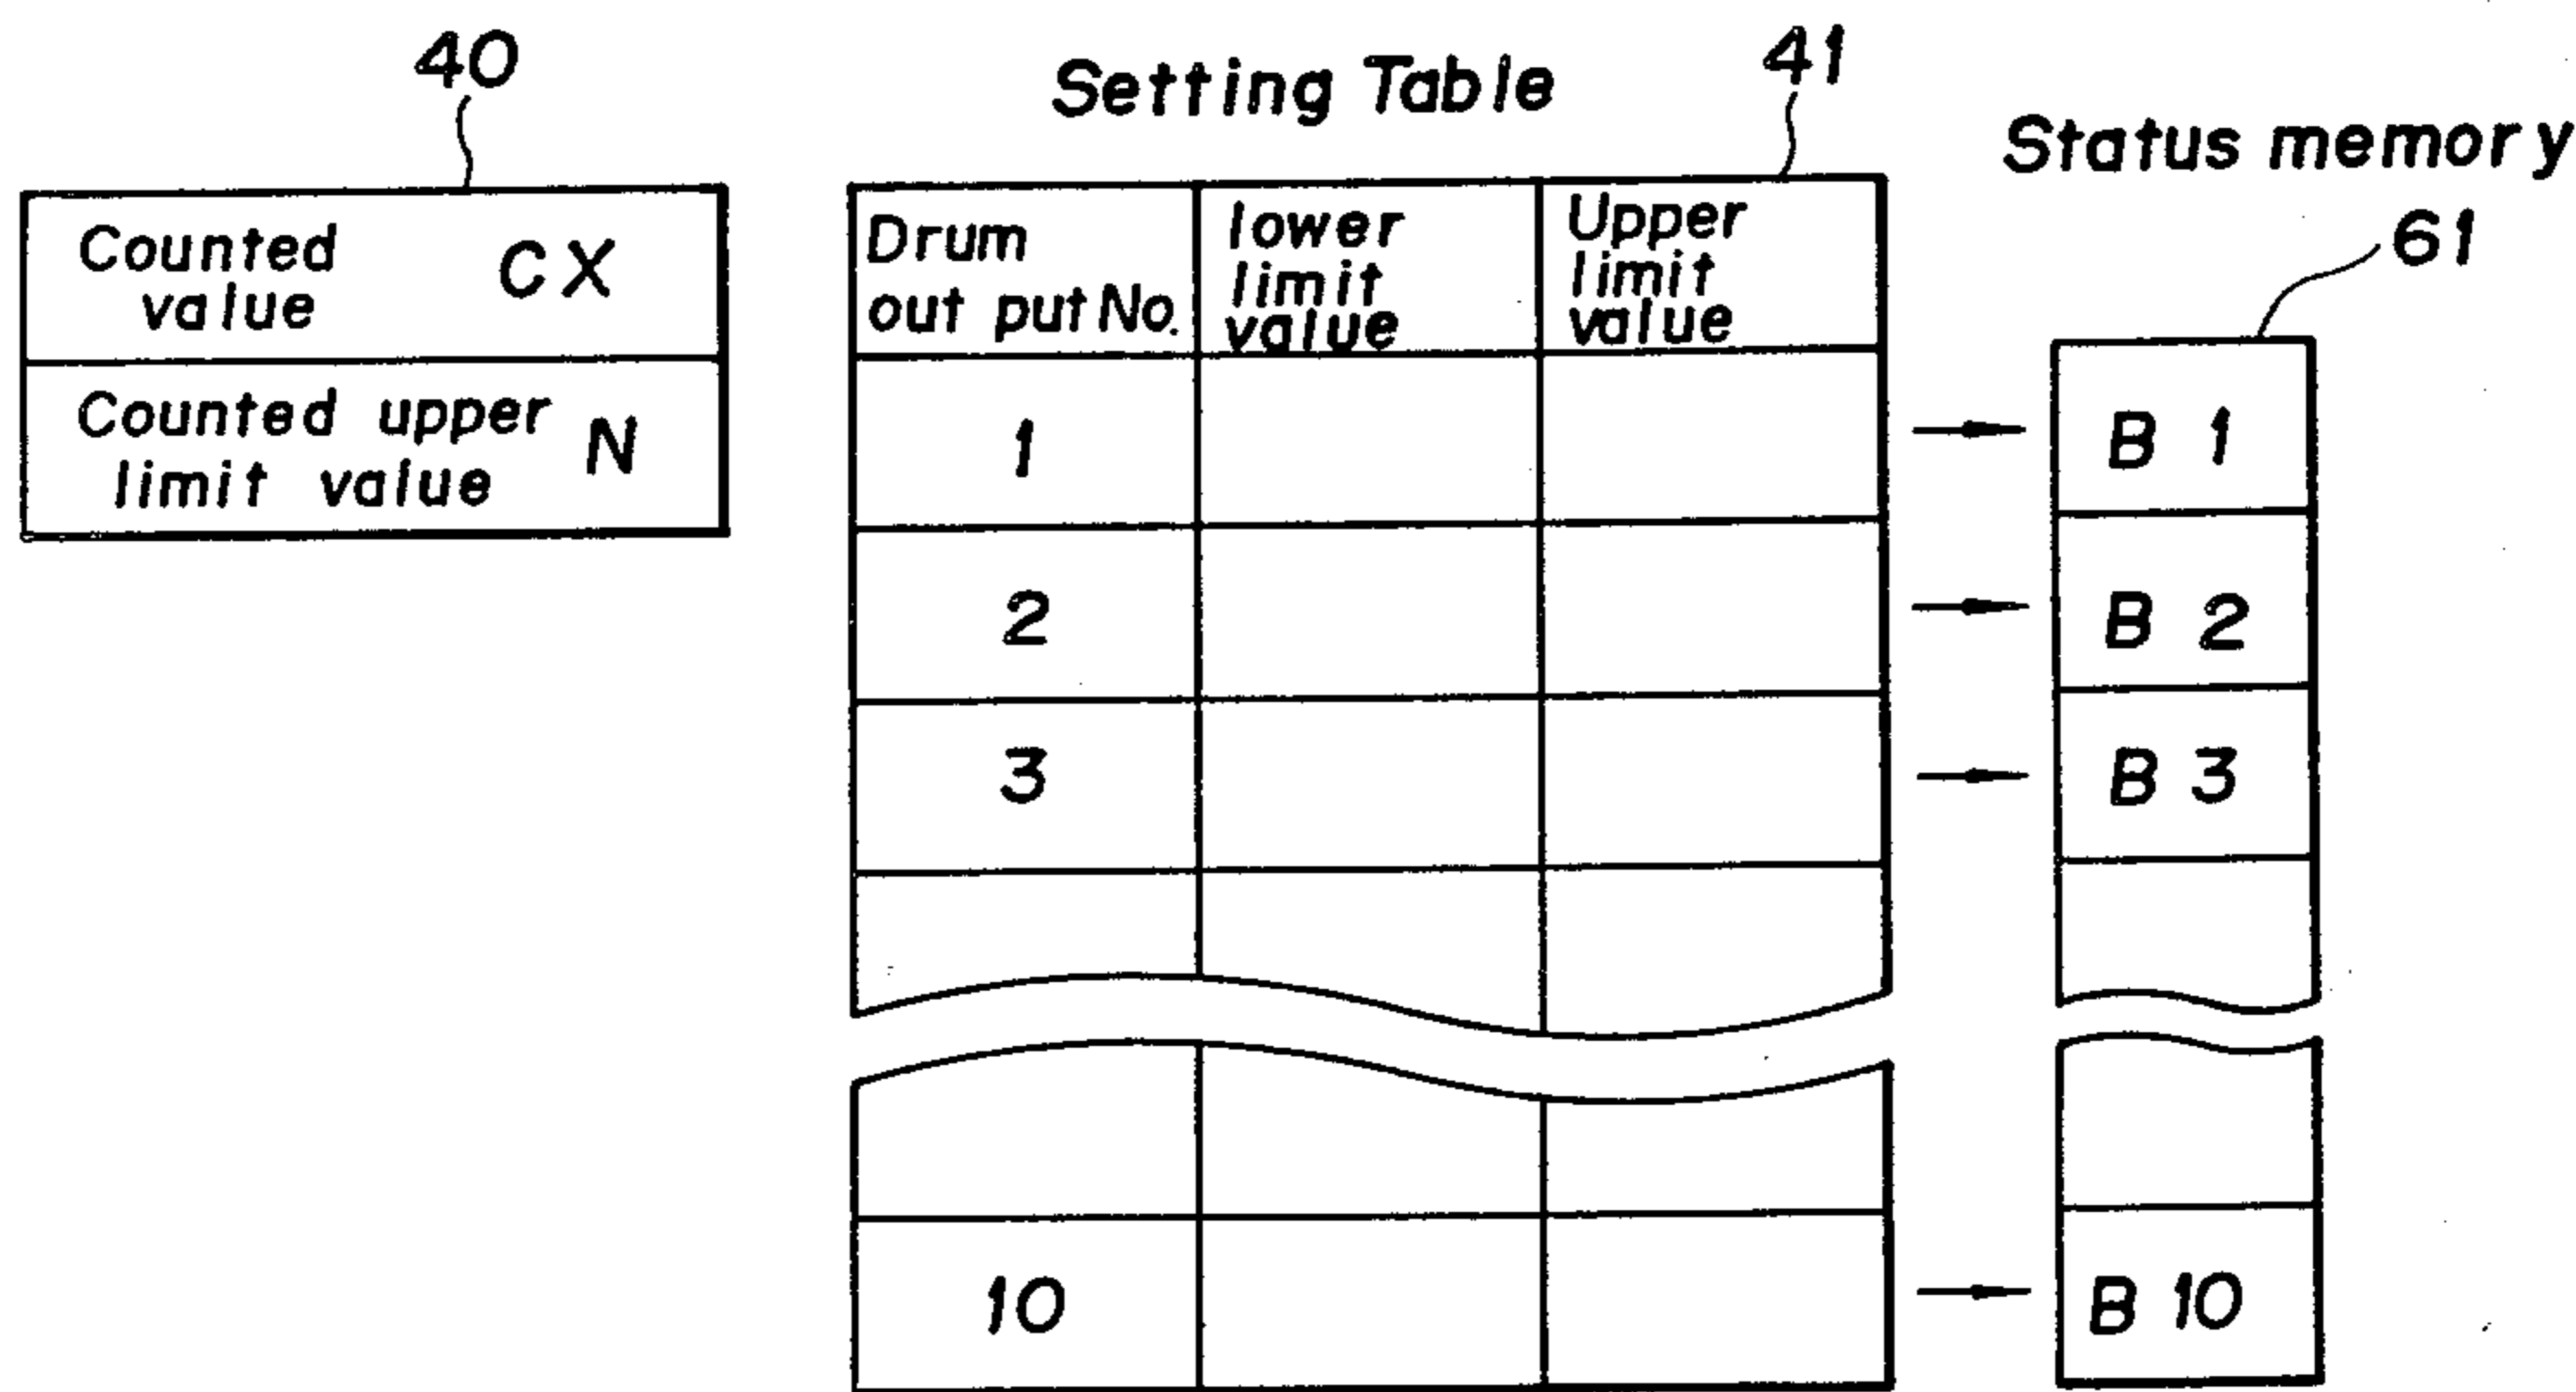 40
Counted
value
CX
Counted upper
limit value
N
Setting Table
41
Drum
out put No.
lower
limit
value
Upper
limit
value
1
2
3
10
Status memory
61
B 1
B 2
B 3
B 10